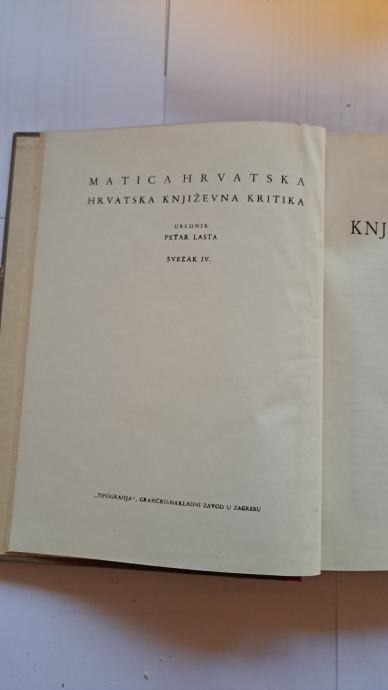 MATICA HRVATSKA
HRVATSKA KNJIŽEVNA KRITIKA
UREDNIK
PETAR LASTA
SVEZAK IV.
„TIPOGRAFIJA", GRAFIČKO-NAKLADNI ZAVOD U ZAGREBU
KNJ